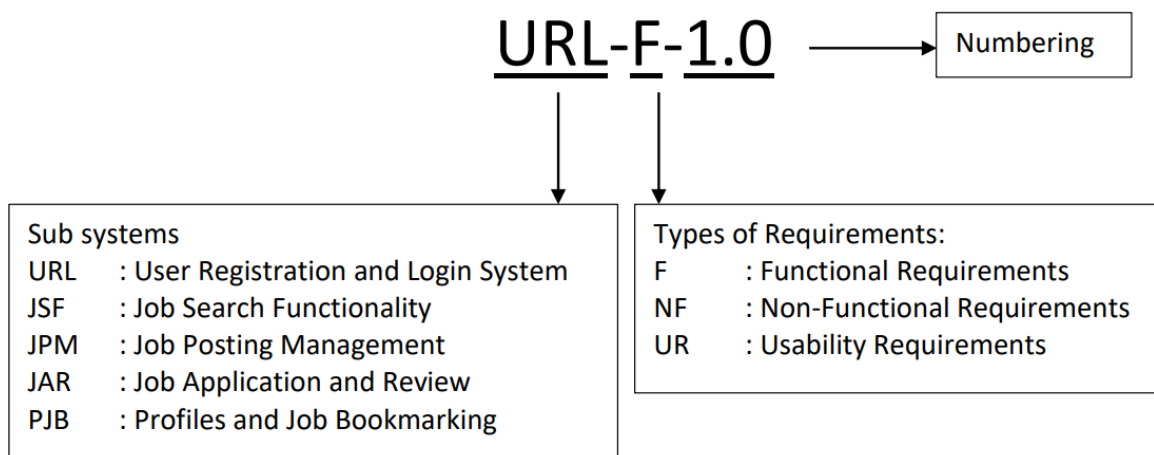 URL-F-1.0
Numbering
Sub systems
URL : User Registration and Login System
JSF : Job Search Functionality
JPM : Job Posting Management
JAR : Job Application and Review
PJB : Profiles and Job Bookmarking
Types of Requirements:
F : Functional Requirements
NF : Non-Functional Requirements
UR : Usability Requirements